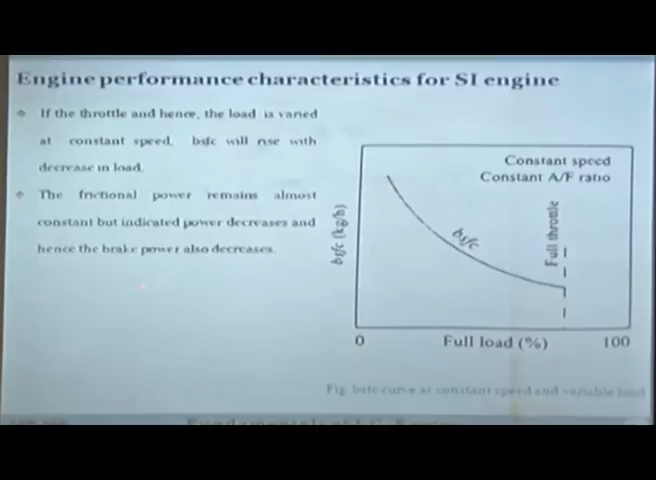 Engine performance characteristics for SI engine
❖ If the throttle and hence, the load is varied
at constant speed, bsfc will rise with
decrease in load.
❖ The frictional power remains almost
constant but indicated power decreases and
hence the brake power also decreases.
Constant speed
Constant A/F ratio
bsfc (kg/h)
bsfc
Full throttle
0
Full load (%)
100
Fig. bsfc curve at constant speed and variable load
Fundamentals of I.C. Engine